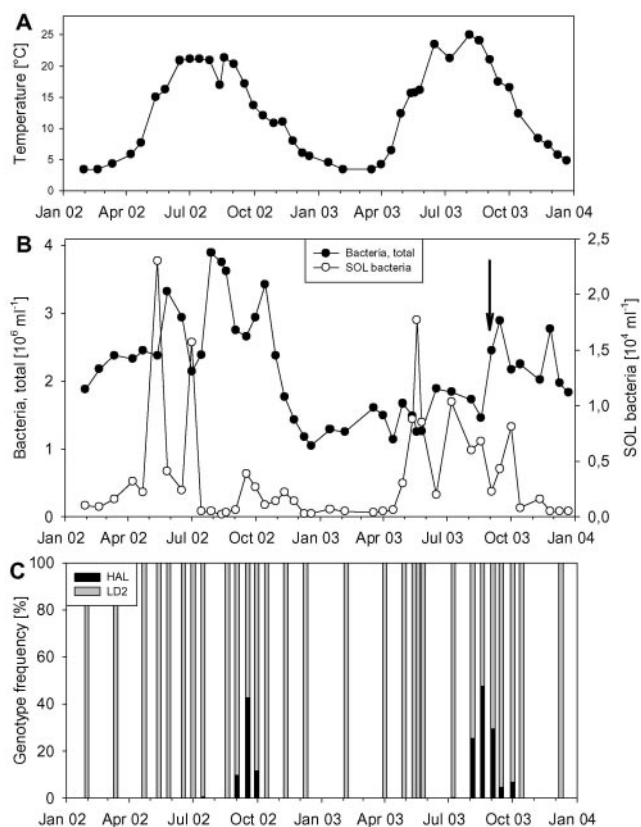 A
Temperature [°C]
25
20
15
10
5
0
Jan 02 Apr 02 Jul 02 Oct 02 Jan 03 Apr 03 Jul 03 Oct 03 Jan 04
B
Bacteria, total
SOL bacteria
Bacteria, total [10⁶ ml⁻¹]
4
3
2
1
0
SOL bacteria [10⁴ ml⁻¹]
2,5
2,0
1,5
1,0
0,5
0,0
Jan 02 Apr 02 Jul 02 Oct 02 Jan 03 Apr 03 Jul 03 Oct 03 Jan 04
C
HAL
LD2
Genotype frequency [%]
100
80
60
40
20
0
Jan 02 Apr 02 Jul 02 Oct 02 Jan 03 Apr 03 Jul 03 Oct 03 Jan 04